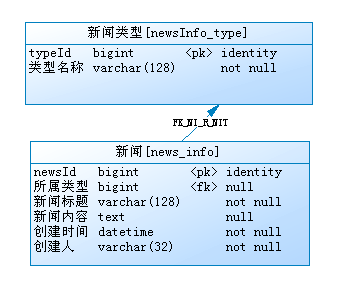 新闻类型[newsInfo_type]
typeId bigint <pk> identity
类型名称 varchar(128) not null
FK_NI_R_NIT
新闻[news_info]
newsId bigint <pk> identity
所属类型 bigint <fk> null
新闻标题 varchar(128) not null
新闻内容 text null
创建时间 datetime not null
创建人 varchar(32) not null